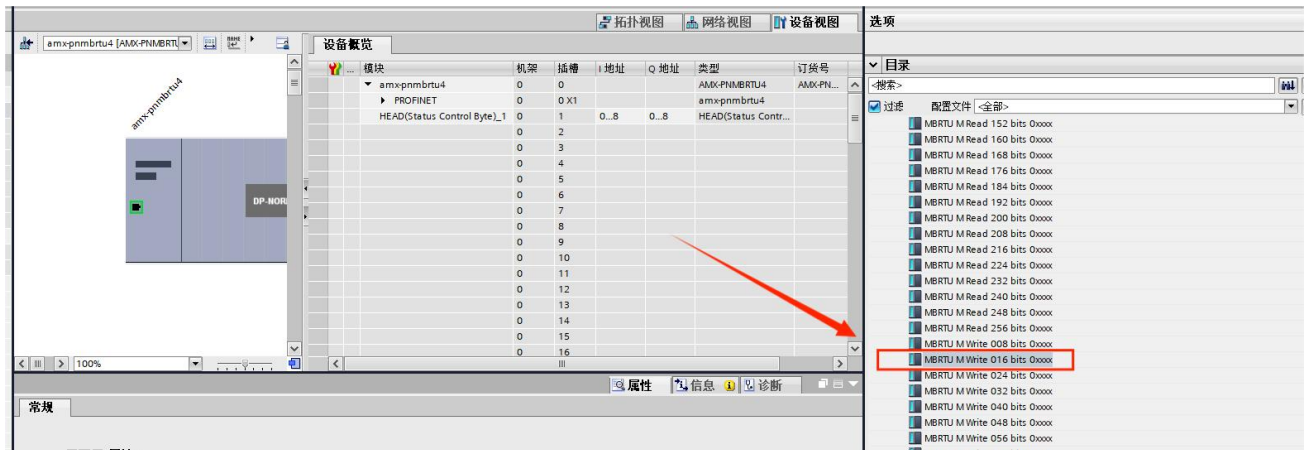 拓扑视图 网络视图 设备视图 选项
amx-pnmbrtu4 [AMX-PNMBRTU
设备概览
amx-pnmbrtu4
DP-NOR
100%
... 模块 机架 插槽 I 地址 Q 地址 类型 订货号
amx-pnmbrtu4 0 0 AMX-PNMBRTU4 AMX-PN...
PROFINET 0 0 X1 amx-pnmbrtu4
HEAD(Status Control Byte)_1 0 1 0...8 0...8 HEAD(Status Contr...
0 2
0 3
0 4
0 5
0 6
0 7
0 8
0 9
0 10
0 11
0 12
0 13
0 14
0 15
0 16
属性 信息 诊断
常规
目录
<搜索>
过滤 配置文件 <全部>
MBRTU M Read 152 bits 0xxxx
MBRTU M Read 160 bits 0xxxx
MBRTU M Read 168 bits 0xxxx
MBRTU M Read 176 bits 0xxxx
MBRTU M Read 184 bits 0xxxx
MBRTU M Read 192 bits 0xxxx
MBRTU M Read 200 bits 0xxxx
MBRTU M Read 208 bits 0xxxx
MBRTU M Read 216 bits 0xxxx
MBRTU M Read 224 bits 0xxxx
MBRTU M Read 232 bits 0xxxx
MBRTU M Read 240 bits 0xxxx
MBRTU M Read 248 bits 0xxxx
MBRTU M Read 256 bits 0xxxx
MBRTU M Write 008 bits 0xxxx
MBRTU M Write 016 bits 0xxxx
MBRTU M Write 024 bits 0xxxx
MBRTU M Write 032 bits 0xxxx
MBRTU M Write 040 bits 0xxxx
MBRTU M Write 048 bits 0xxxx
MBRTU M Write 056 bits 0xxxx